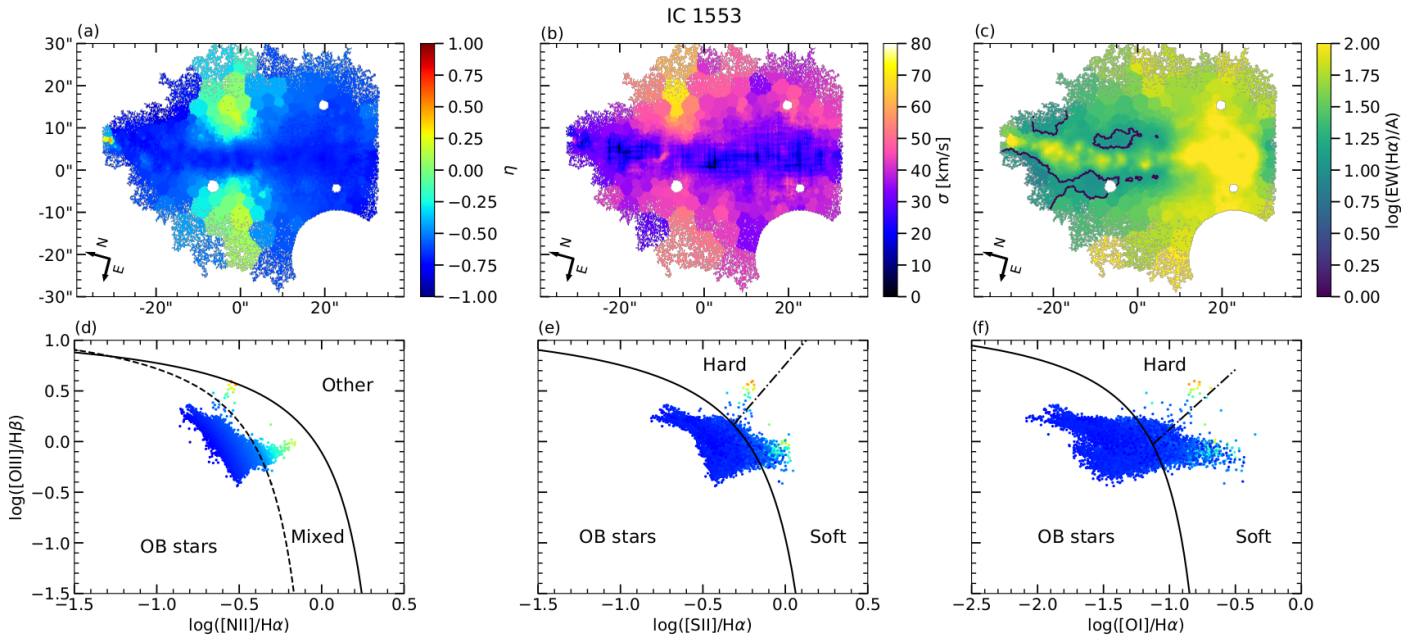 IC 1553
(a)
30"
20"
10"
0"
-10"
-20"
-30"
-20"
0"
20"
N
E
1.00
0.75
0.50
0.25
0.00
−0.25
−0.50
−0.75
−1.00
η
(b)
-20"
0"
20"
N
E
80
70
60
50
40
30
20
10
0
σ [km/s]
(c)
-20"
0"
20"
N
E
2.00
1.75
1.50
1.25
1.00
0.75
0.50
0.25
0.00
log(EW(Hα)/A)
(d)
1.0
0.5
0.0
−0.5
−1.0
−1.5
log([OIII]/Hβ)
Other
Mixed
OB stars
−1.5
−1.0
−0.5
0.0
0.5
log([NII]/Hα)
(e)
Hard
OB stars
Soft
−1.5
−1.0
−0.5
0.0
0.5
log([SII]/Hα)
(f)
Hard
OB stars
Soft
−2.5
−2.0
−1.5
−1.0
−0.5
0.0
log([OI]/Hα)